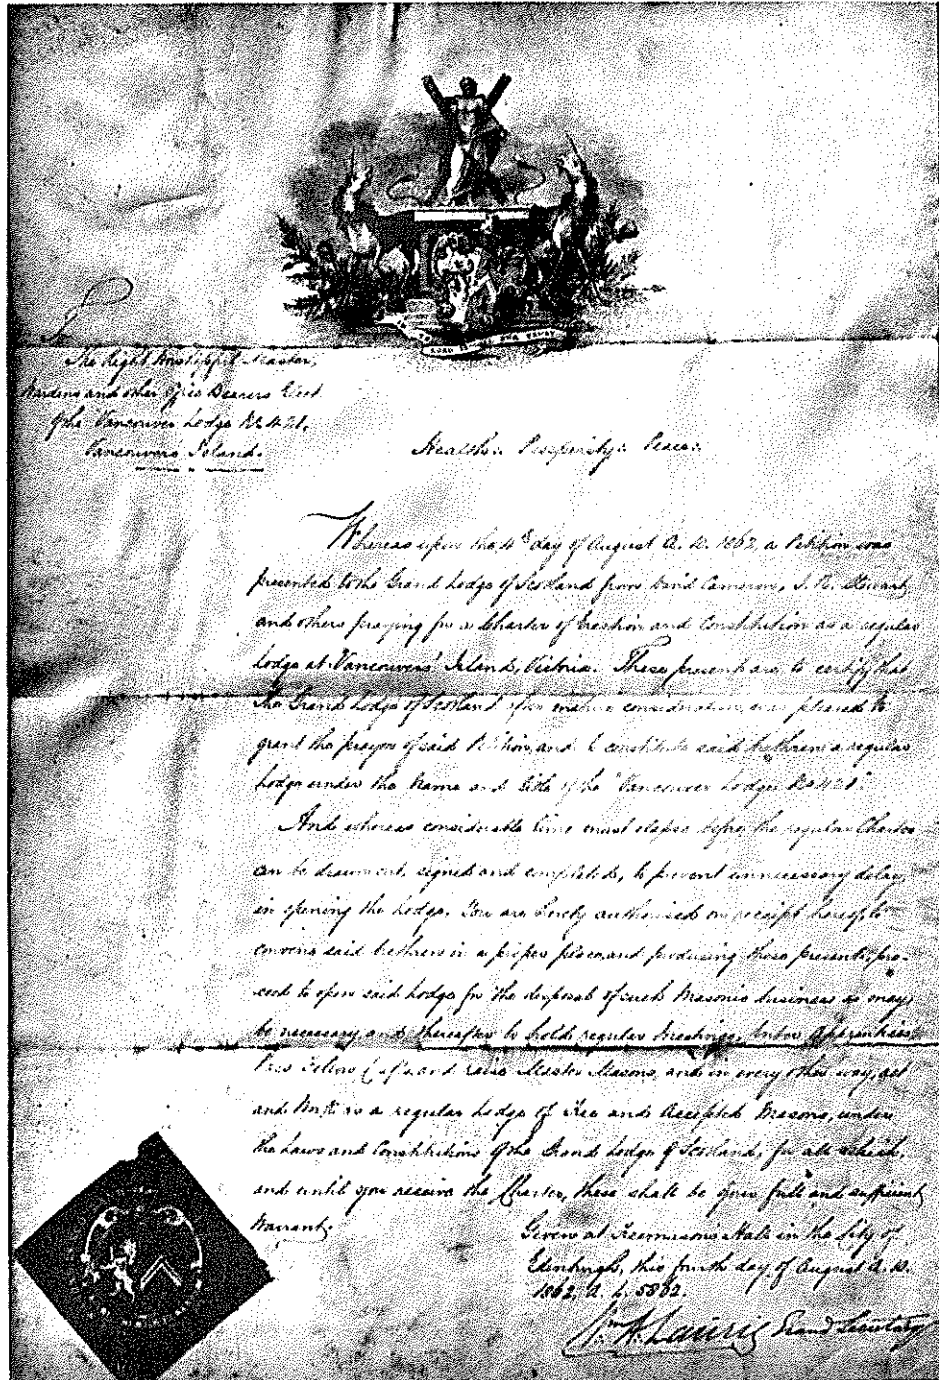 To
The Right Worshipful Master,
Wardens and other Office Bearers Elect
of the Vancouver Lodge No 421,
Vancouvers Island.
Health:. Prosperity:. Peace:.
Whereas upon the 4th day of August A. D. 1862, a Petition was
presented to the Grand Lodge of Scotland from David Cameron, J. R. Stewart
and others praying for a Charter of Erection and Constitution as a regular
Lodge at Vancouvers' Island, Victoria. These presents are to certify that
The Grand Lodge of Scotland after mature consideration was pleased to
grant the prayer of said Petition, and to constitute said brethren a regular
Lodge under the Name and title of the "Vancouver Lodge No 421."
And whereas considerable time must elapse before the regular Charter
can be drawn out, signed and completed, to prevent unnecessary delay
in opening the Lodge. You are hereby authorised on receipt hereof, to
convene said brethren in a proper place and producing these presents, pro-
ceed to open said Lodge for the disposal of such Masonic business as may
be necessary and thereafter to hold regular Meetings, Enter Apprentices
Pass Fellow Crafts and raise Master Masons, and in every other way, act
and Work as a regular Lodge of Free and Accepted Masons, under
the Laws and Constitutions of the Grand Lodge of Scotland, for all which,
and until you receive the Charter, these shall be your full and sufficient
Warrant.
Given at Freemasons Hall in the City of
Edinburgh, this fourth day of August A. D.
1862, A. L. 5862.
Wm A. Laurie Grand Secretary